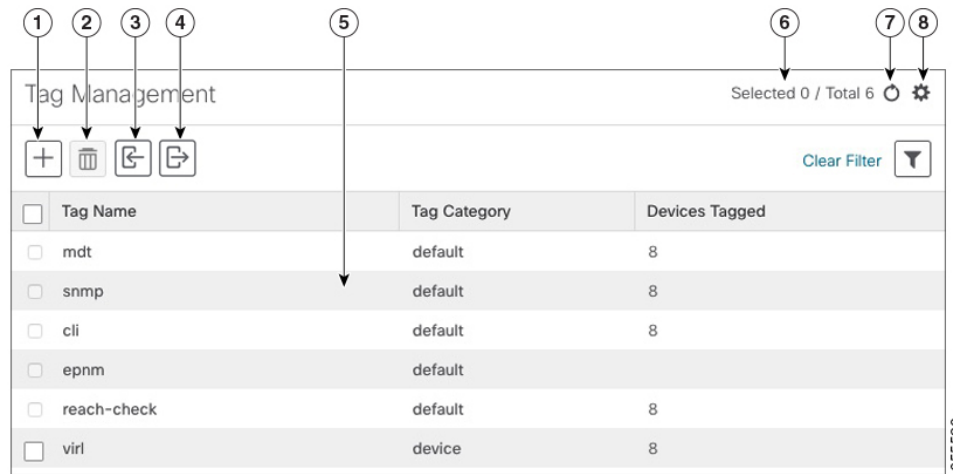 1 2 3 4 5 6 7 8
Tag Management Selected 0 / Total 6
Clear Filter
Tag Name Tag Category Devices Tagged
mdt default 8
snmp default 8
cli default 8
epnm default
reach-check default 8
virl device 8